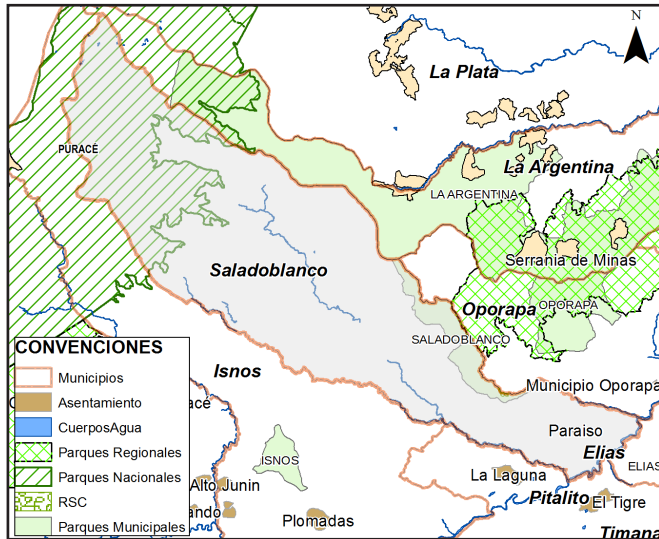 N
La Plata
PURACÉ
La Argentina
LA ARGENTINA
Serrania de Minas
Saladoblanco
Oporapa
OPORAPA
SALADOBLANCO
CONVENCIONES
Municipios
Asentamiento
CuerposAgua
Parques Regionales
Parques Nacionales
RSC
Parques Municipales
Isnos
Municipio Oporapa
Paraiso
Elias
ELIAS
ISNOS
La Laguna
Alto Junin
Pitalito
El Tigre
Plomadas
Timana